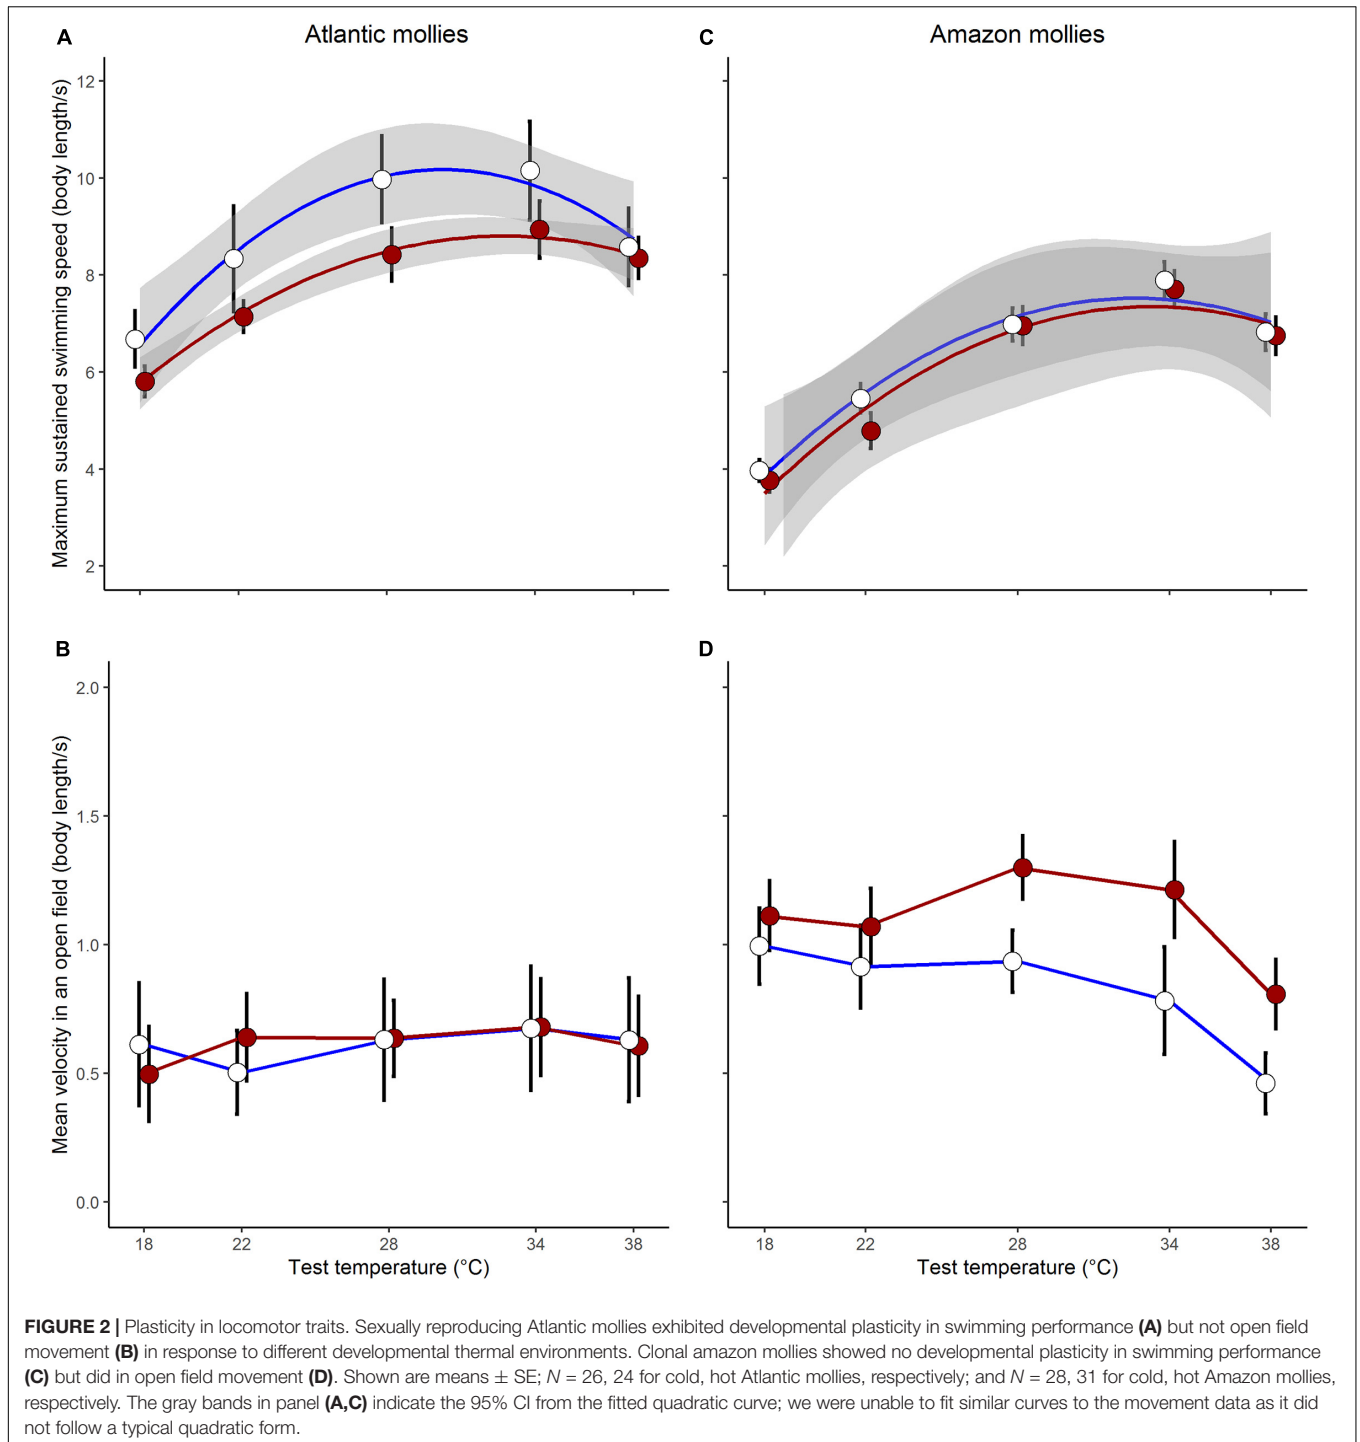 A
Atlantic mollies
Maximum sustained swimming speed (body length/s)
12
10
8
6
4
2
C
Amazon mollies
B
Mean velocity in an open field (body length/s)
2.0
1.5
1.0
0.5
0.0
18
22
28
34
38
Test temperature (°C)
D
18
22
28
34
38
Test temperature (°C)
FIGURE 2 | Plasticity in locomotor traits. Sexually reproducing Atlantic mollies exhibited developmental plasticity in swimming performance (A) but not open field
movement (B) in response to different developmental thermal environments. Clonal amazon mollies showed no developmental plasticity in swimming performance
(C) but did in open field movement (D). Shown are means ± SE; N = 26, 24 for cold, hot Atlantic mollies, respectively; and N = 28, 31 for cold, hot Amazon mollies,
respectively. The gray bands in panel (A,C) indicate the 95% CI from the fitted quadratic curve; we were unable to fit similar curves to the movement data as it did
not follow a typical quadratic form.